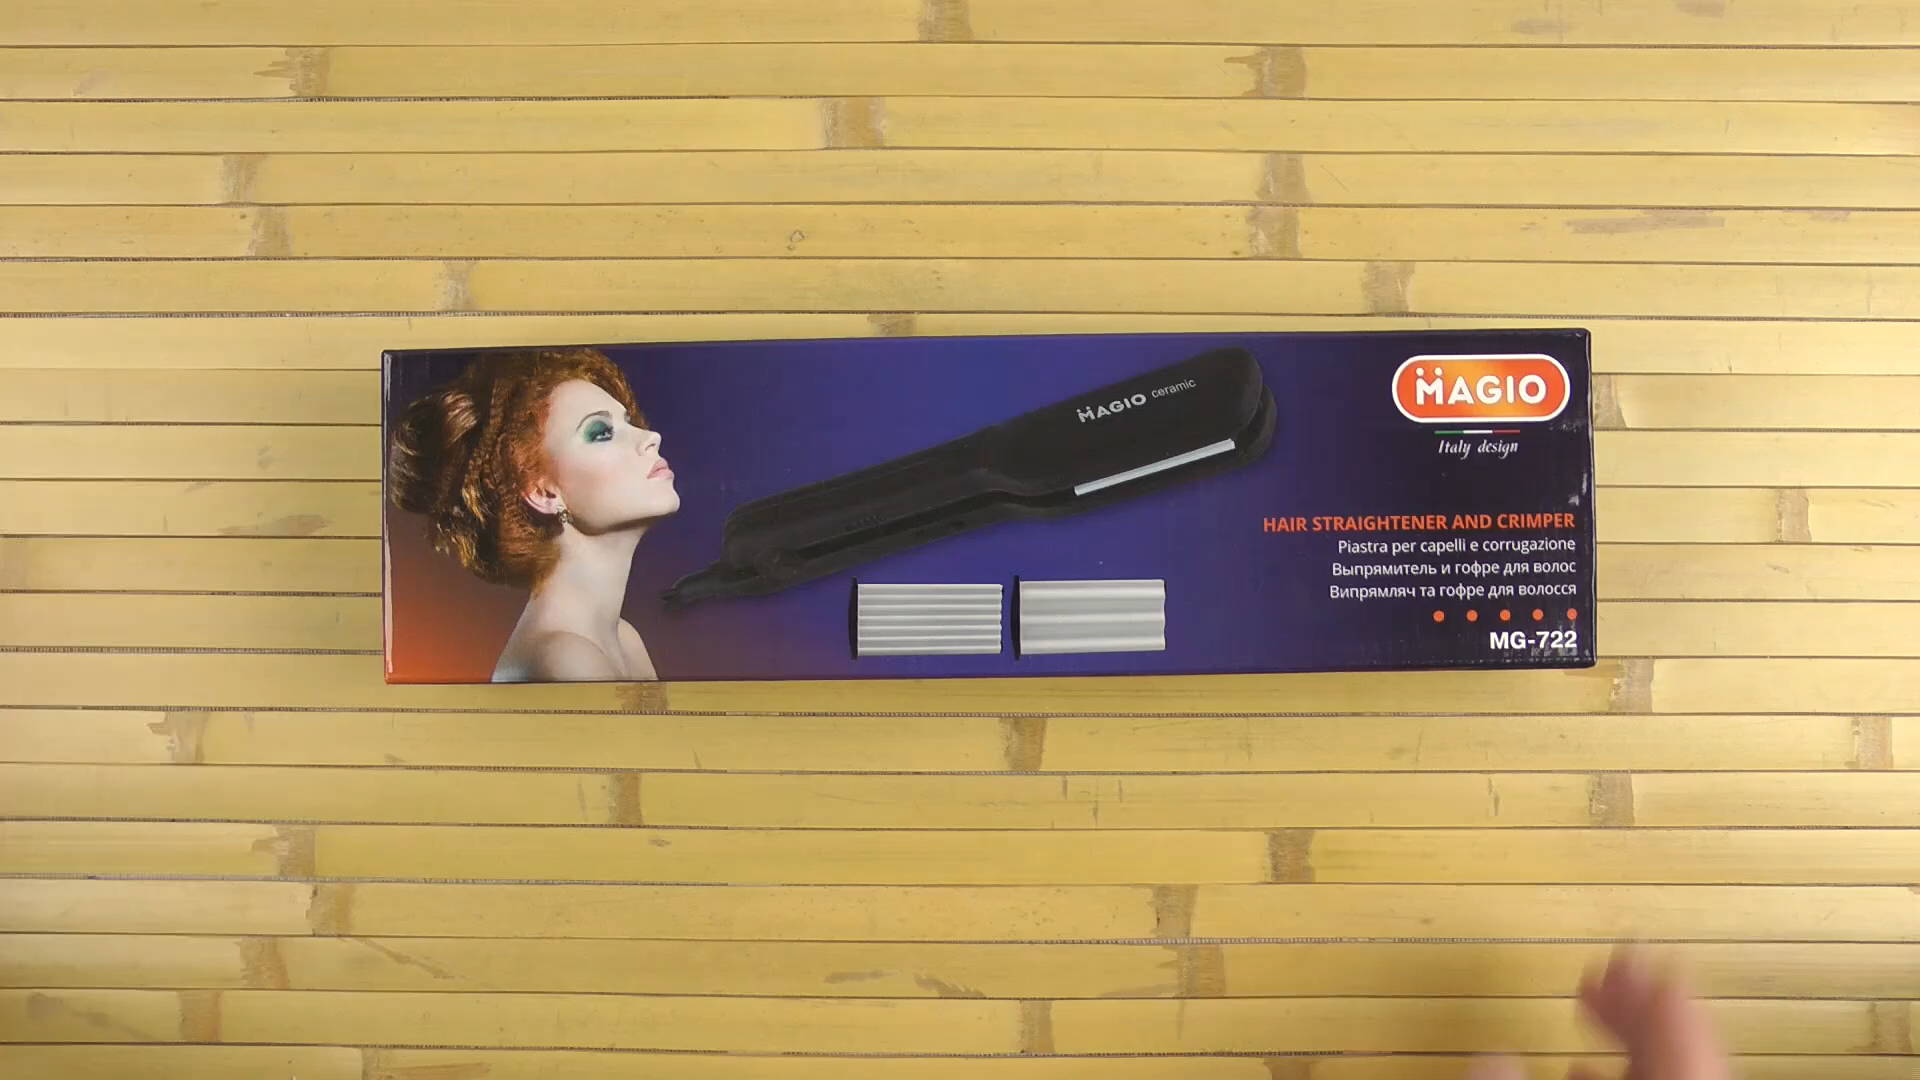 MAGIO ceramic
MAGIO
Italy design
HAIR STRAIGHTENER AND CRIMPER
Piastra per capelli e corrugazione
Выпрямитель и гофре для волос
Випрямляч та гофре для волосся
MG-722